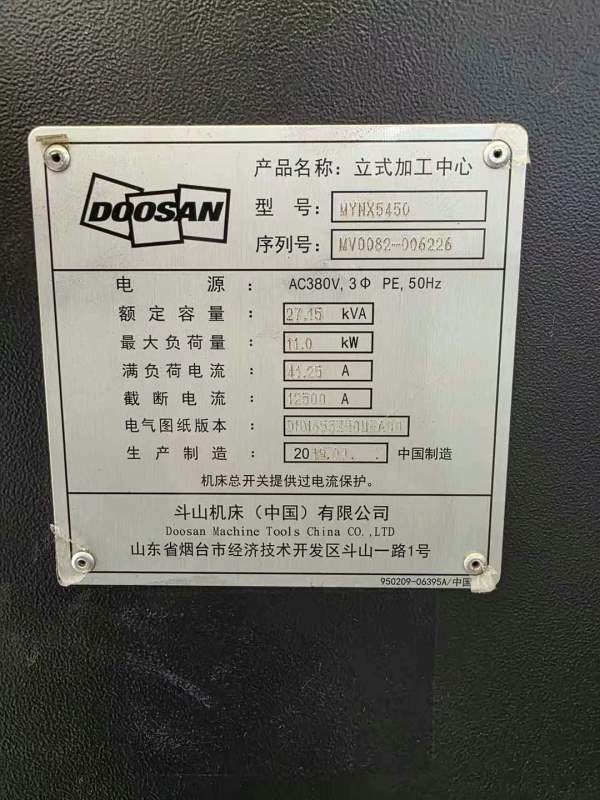 DOOSAN
产品名称：立式加工中心
型 号：MYNX5450
序列号：MV0082-006226
电 源 ： AC380V, 3Φ PE, 50Hz
额定容量 ： 27.15 kVA
最大负荷量 ： 11.0 kW
满负荷电流 ： 41.25 A
截断电流 ： 12500 A
电气图纸版本 ：
生产制造 ： 2019. 中国制造
机床总开关提供过电流保护。
斗山机床（中国）有限公司
Doosan Machine Tools China CO.,LTD
山东省烟台市经济技术开发区斗山一路1号
950209-06395A/中国